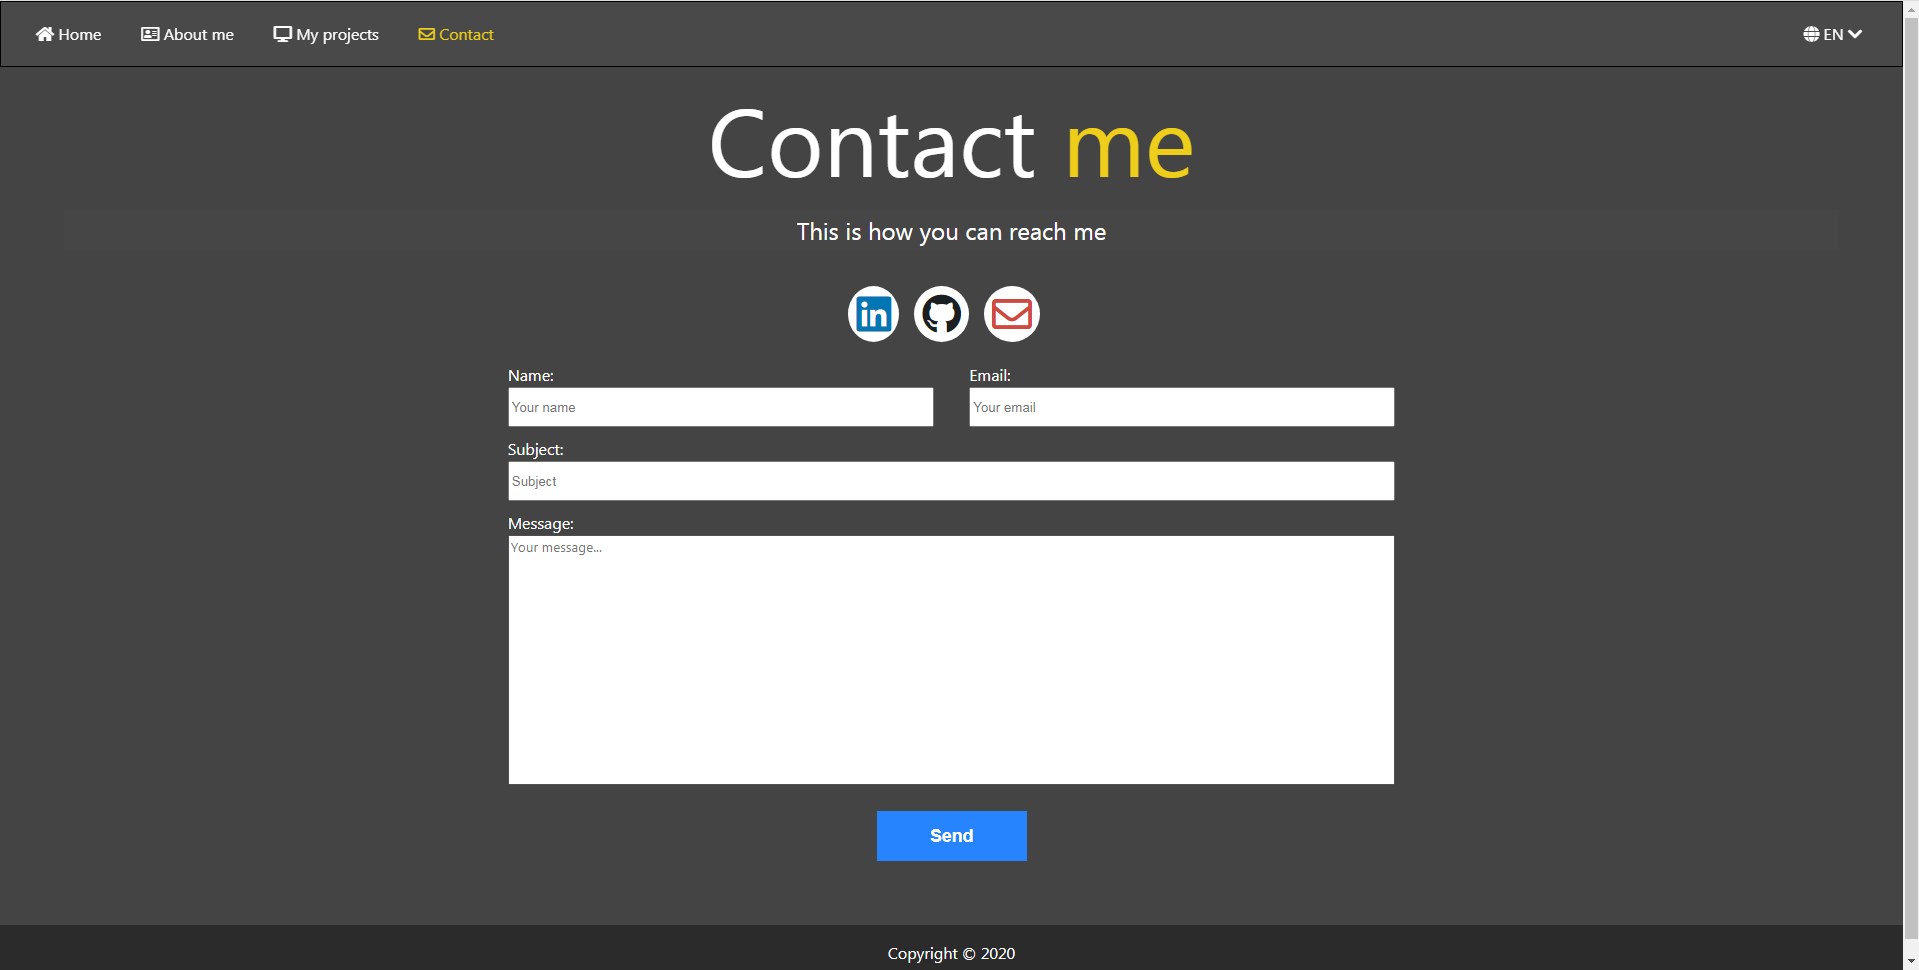 Home About me My projects Contact EN
Contact me
This is how you can reach me
in
Name: Email:
Your name Your email
Subject:
Subject
Message:
Your message...
Send
Copyright © 2020